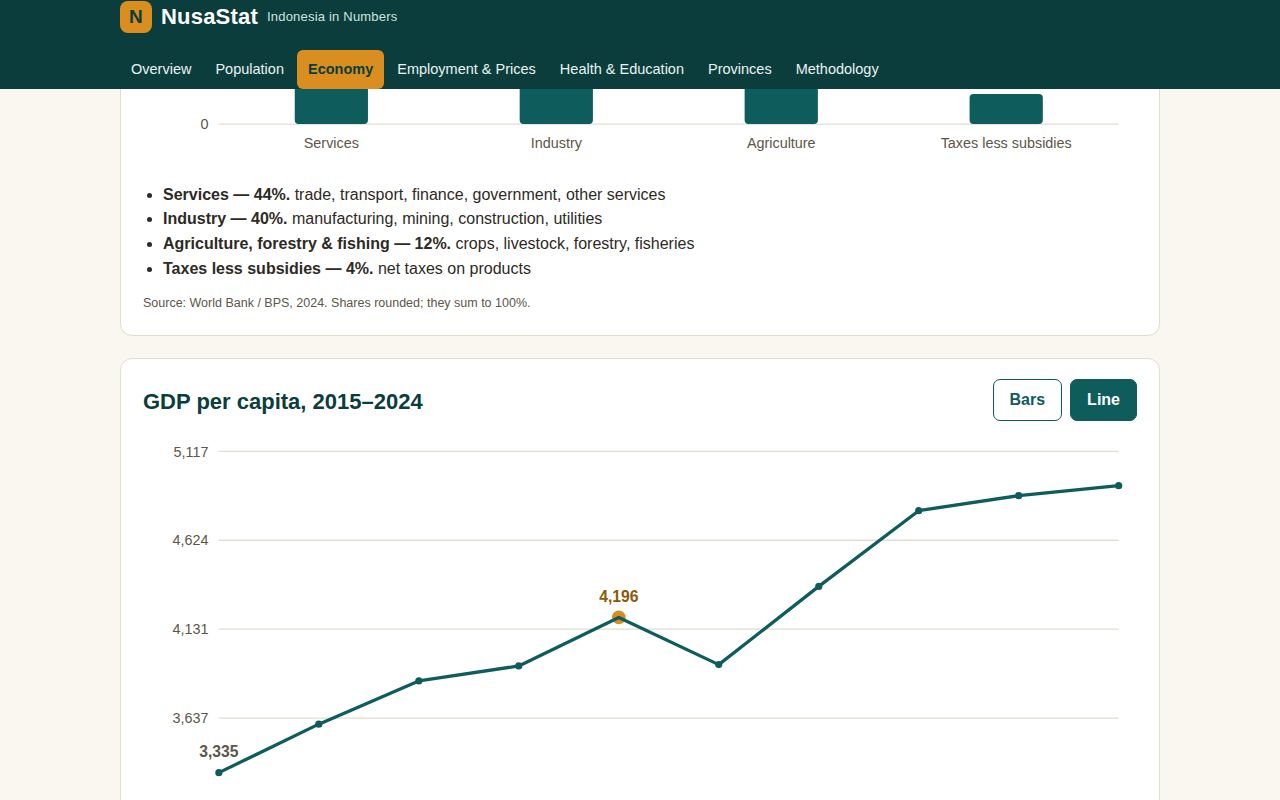 N NusaStat Indonesia in Numbers
Overview Population Economy Employment & Prices Health & Education Provinces Methodology
0
Services Industry Agriculture Taxes less subsidies
• Services — 44%. trade, transport, finance, government, other services
• Industry — 40%. manufacturing, mining, construction, utilities
• Agriculture, forestry & fishing — 12%. crops, livestock, forestry, fisheries
• Taxes less subsidies — 4%. net taxes on products
Source: World Bank / BPS, 2024. Shares rounded; they sum to 100%.
GDP per capita, 2015–2024 Bars Line
5,117
4,624
4,196
4,131
3,637
3,335